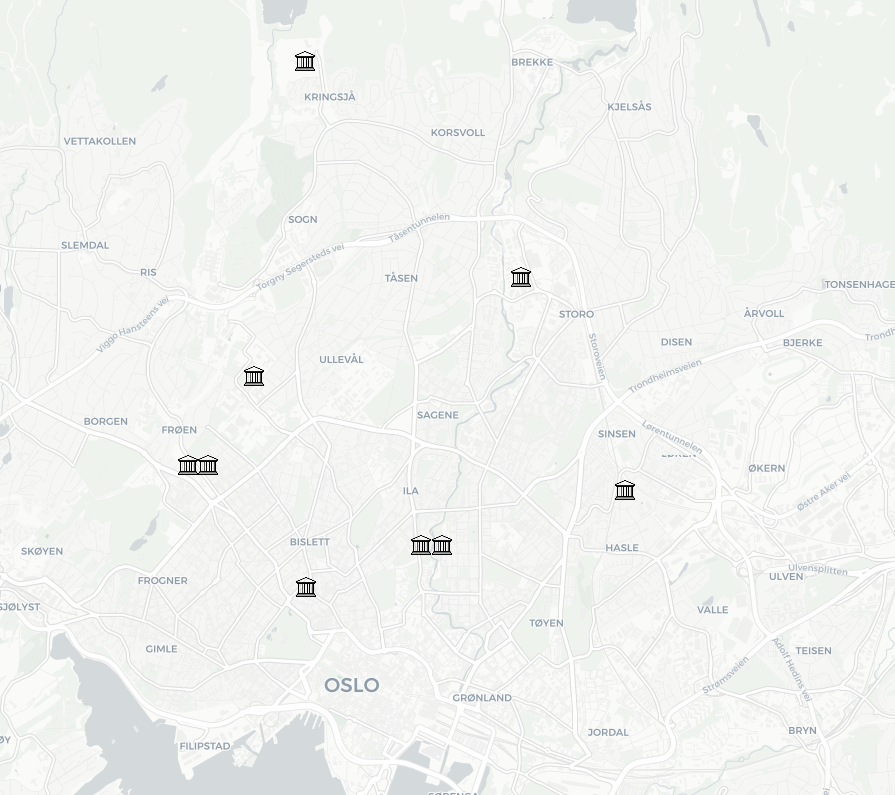 BREKKE
KRINGSJÅ
KJELSÅS
KORSVOLL
VETTAKOLLEN
SOGN
Tåsentunnelen
SLEMDAL
Torgny Segersteds vei
RIS
TÅSEN
TONSENHAGE
Viggo Hansteens vei
STORO
ÅRVOLL
Trondh
Storoveien
DISEN
BJERKE
ULLEVÅL
Trondheimsveien
BORGEN
SAGENE
FRØEN
SINSEN
Lørentunnelen
ØKERN
ILA
Østre Aker vei
BISLETT
HASLE
SKØYEN
Ulvensplitten
FROGNER
ULVEN
SJØLYST
VALLE
TØYEN
GIMLE
TEISEN
Adolf Hedins vei
Strømsveien
OSLO
GRØNLAND
JORDAL
BRYN
ØY
FILIPSTAD